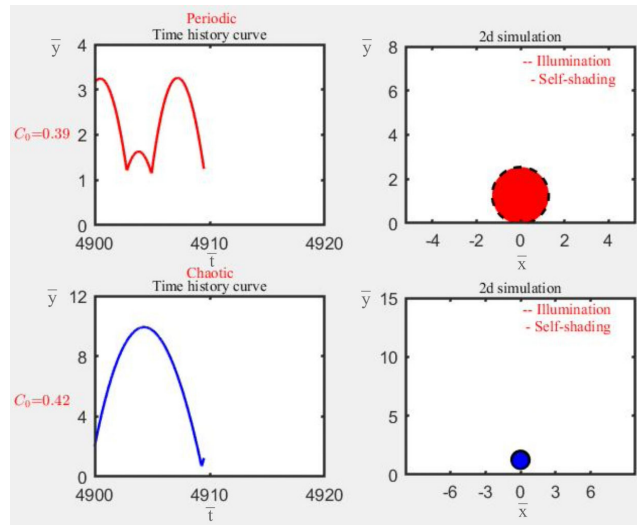 Periodic
Time history curve
2d simulation
y̅
4
3
2
1
0
C₀=0.39
4900
4910
4920
t̅
y̅
8
6
4
2
0
-- Illumination
- Self-shading
-4
-2
0
2
4
x̅
Chaotic
Time history curve
2d simulation
y̅
12
8
4
0
C₀=0.42
4900
4910
4920
t̅
y̅
15
10
5
0
-- Illumination
- Self-shading
-6
-3
0
3
6
x̅